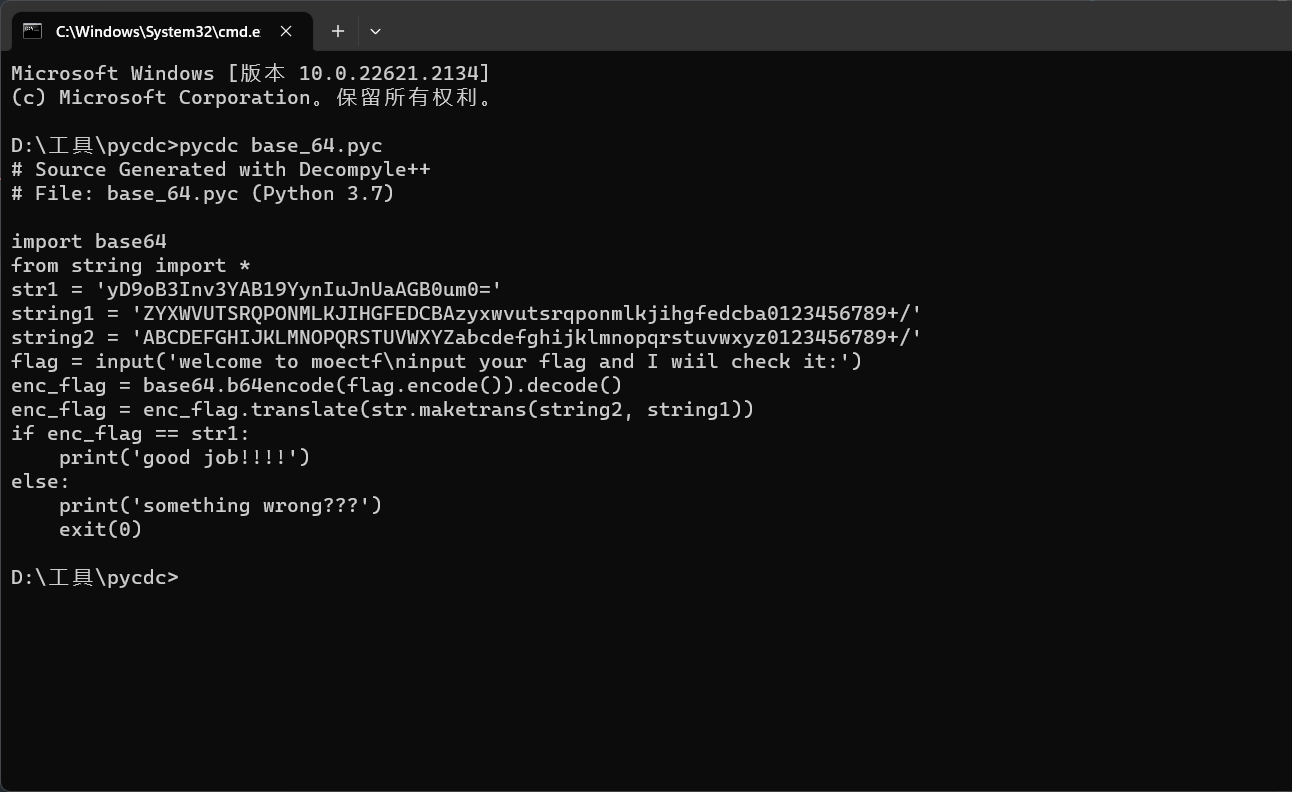 C:\Windows\System32\cmd.e
Microsoft Windows [版本 10.0.22621.2134]
(c) Microsoft Corporation。保留所有权利。
D:\工具\pycdc>pycdc base_64.pyc
# Source Generated with Decompyle++
# File: base_64.pyc (Python 3.7)
import base64
from string import *
str1 = 'yD9oB3Inv3YAB19YynIuJnUaAGB0um0='
string1 = 'ZYXWVUTSRQPONMLKJIHGFEDCBAzyxwvutsrqponmlkjihgfedcba0123456789+/'
string2 = 'ABCDEFGHIJKLMNOPQRSTUVWXYZabcdefghijklmnopqrstuvwxyz0123456789+/'
flag = input('welcome to moectf\ninput your flag and I wiil check it:')
enc_flag = base64.b64encode(flag.encode()).decode()
enc_flag = enc_flag.translate(str.maketrans(string2, string1))
if enc_flag == str1:
    print('good job!!!!')
else:
    print('something wrong???')
    exit(0)
D:\工具\pycdc>